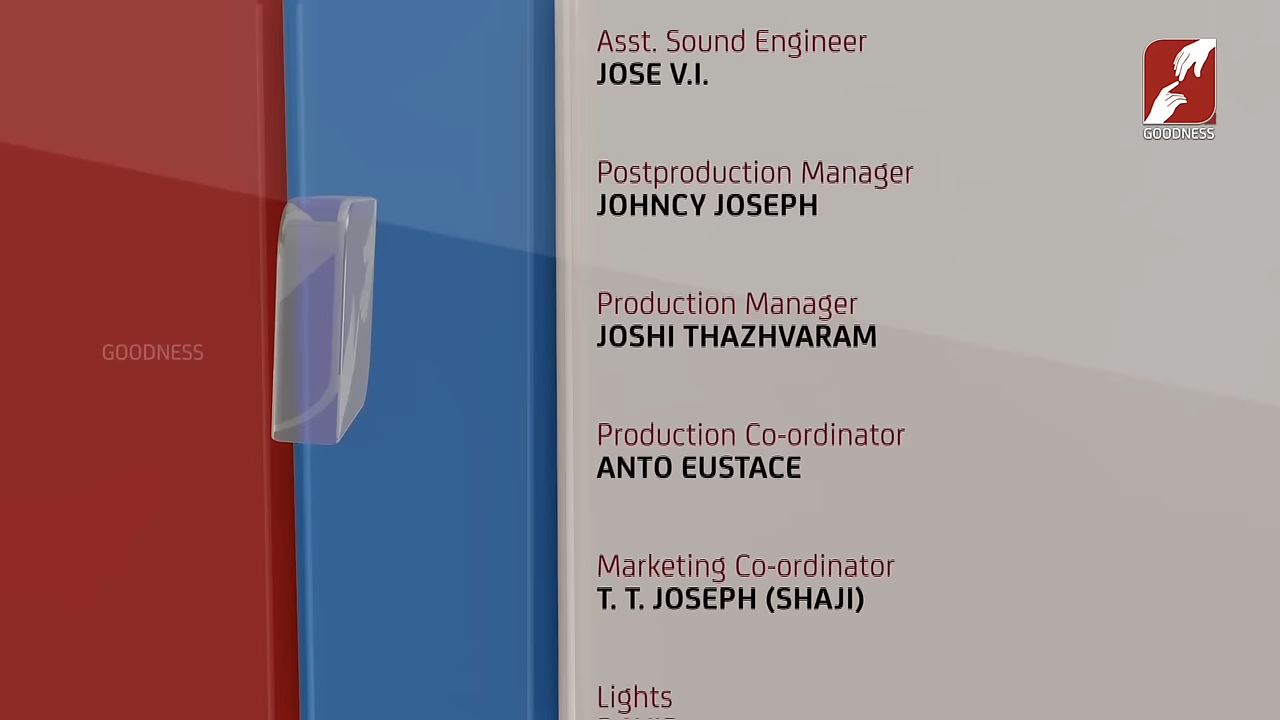 Asst. Sound Engineer
JOSE V.I.
Postproduction Manager
JOHNCY JOSEPH
Production Manager
JOSHI THAZHVARAM
Production Co-ordinator
ANTO EUSTACE
Marketing Co-ordinator
T. T. JOSEPH (SHAJI)
Lights
GOODNESS
GOODNESS